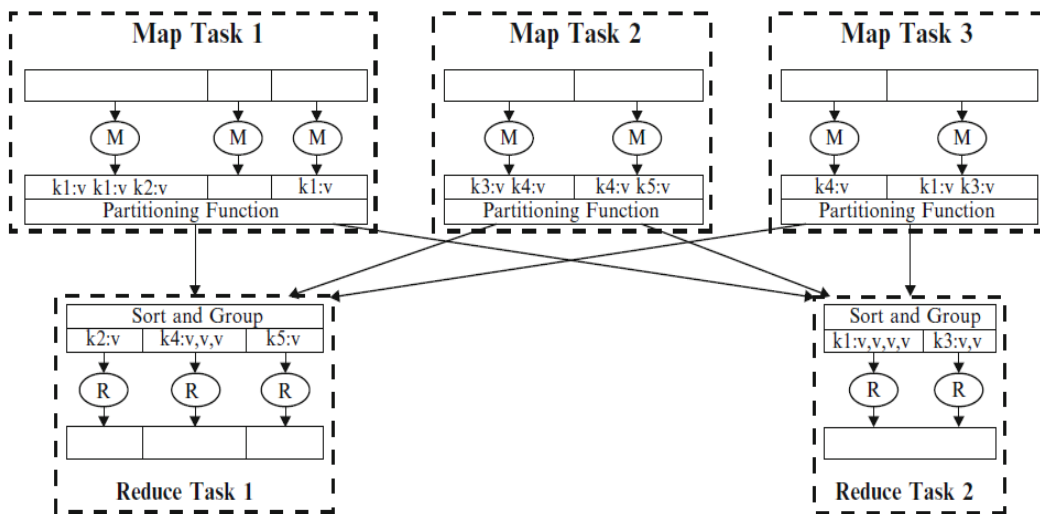 Map Task 1
Map Task 2
Map Task 3
M
M
M
M
M
M
M
k1:v k1:v k2:v
k1:v
k3:v k4:v
k4:v k5:v
k4:v
k1:v k3:v
Partitioning Function
Partitioning Function
Partitioning Function
Sort and Group
k2:v
k4:v,v,v
k5:v
R
R
R
Reduce Task 1
Sort and Group
k1:v,v,v,v
k3:v,v
R
R
Reduce Task 2